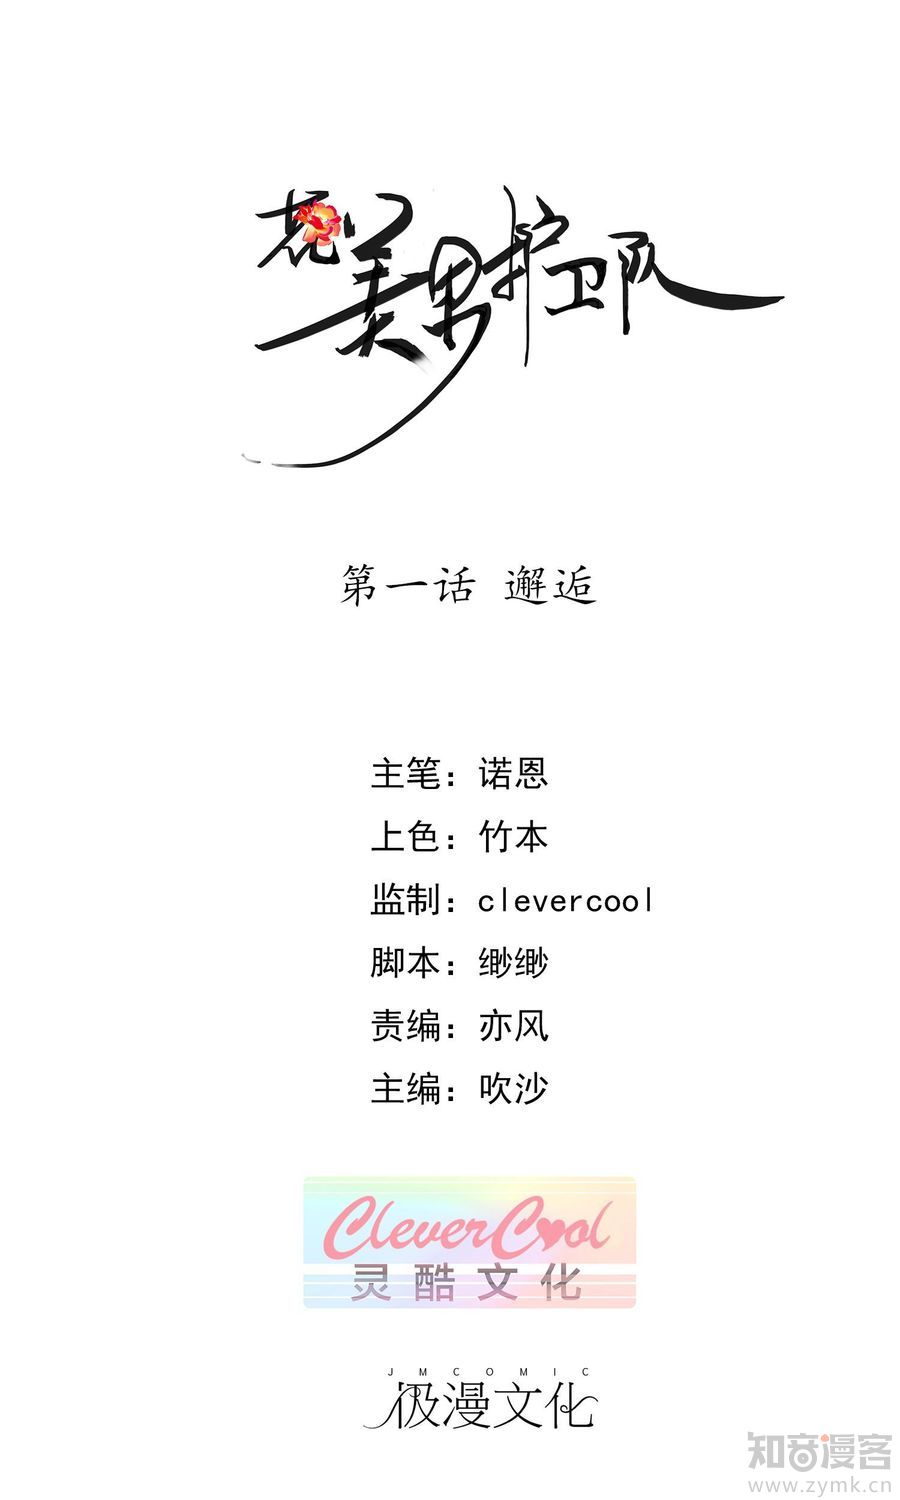 花美男护卫队
第一话 邂逅
主笔：诺恩
上色：竹本
监制：clevercool
脚本：缈缈
责编：亦风
主编：吹沙
CleverCool
灵酷文化
JMCOMIC
极漫文化
知音漫客
www.zymk.cn